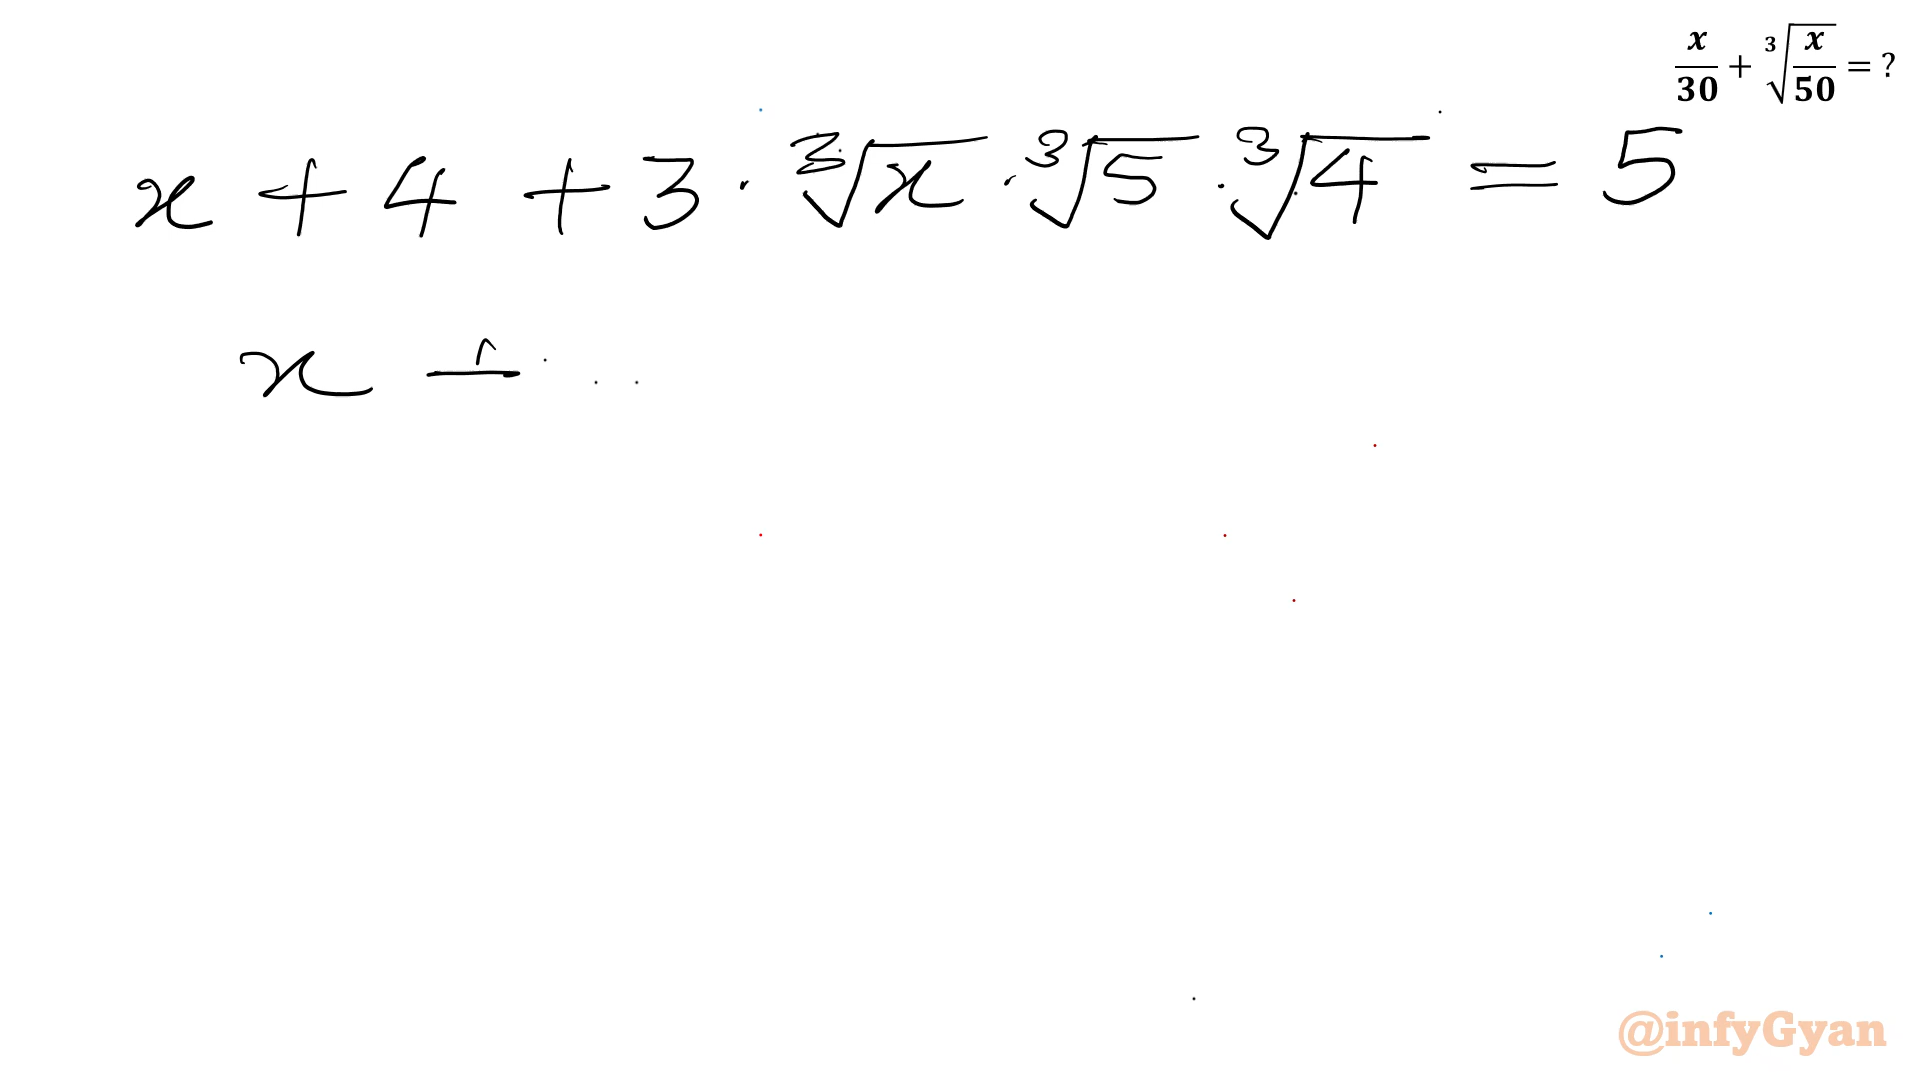 x/30 + ∛(x/50) = ?
x + 4 + 3 · ∛x · ∛5 · ∛4 = 5
x +
@infyGyan